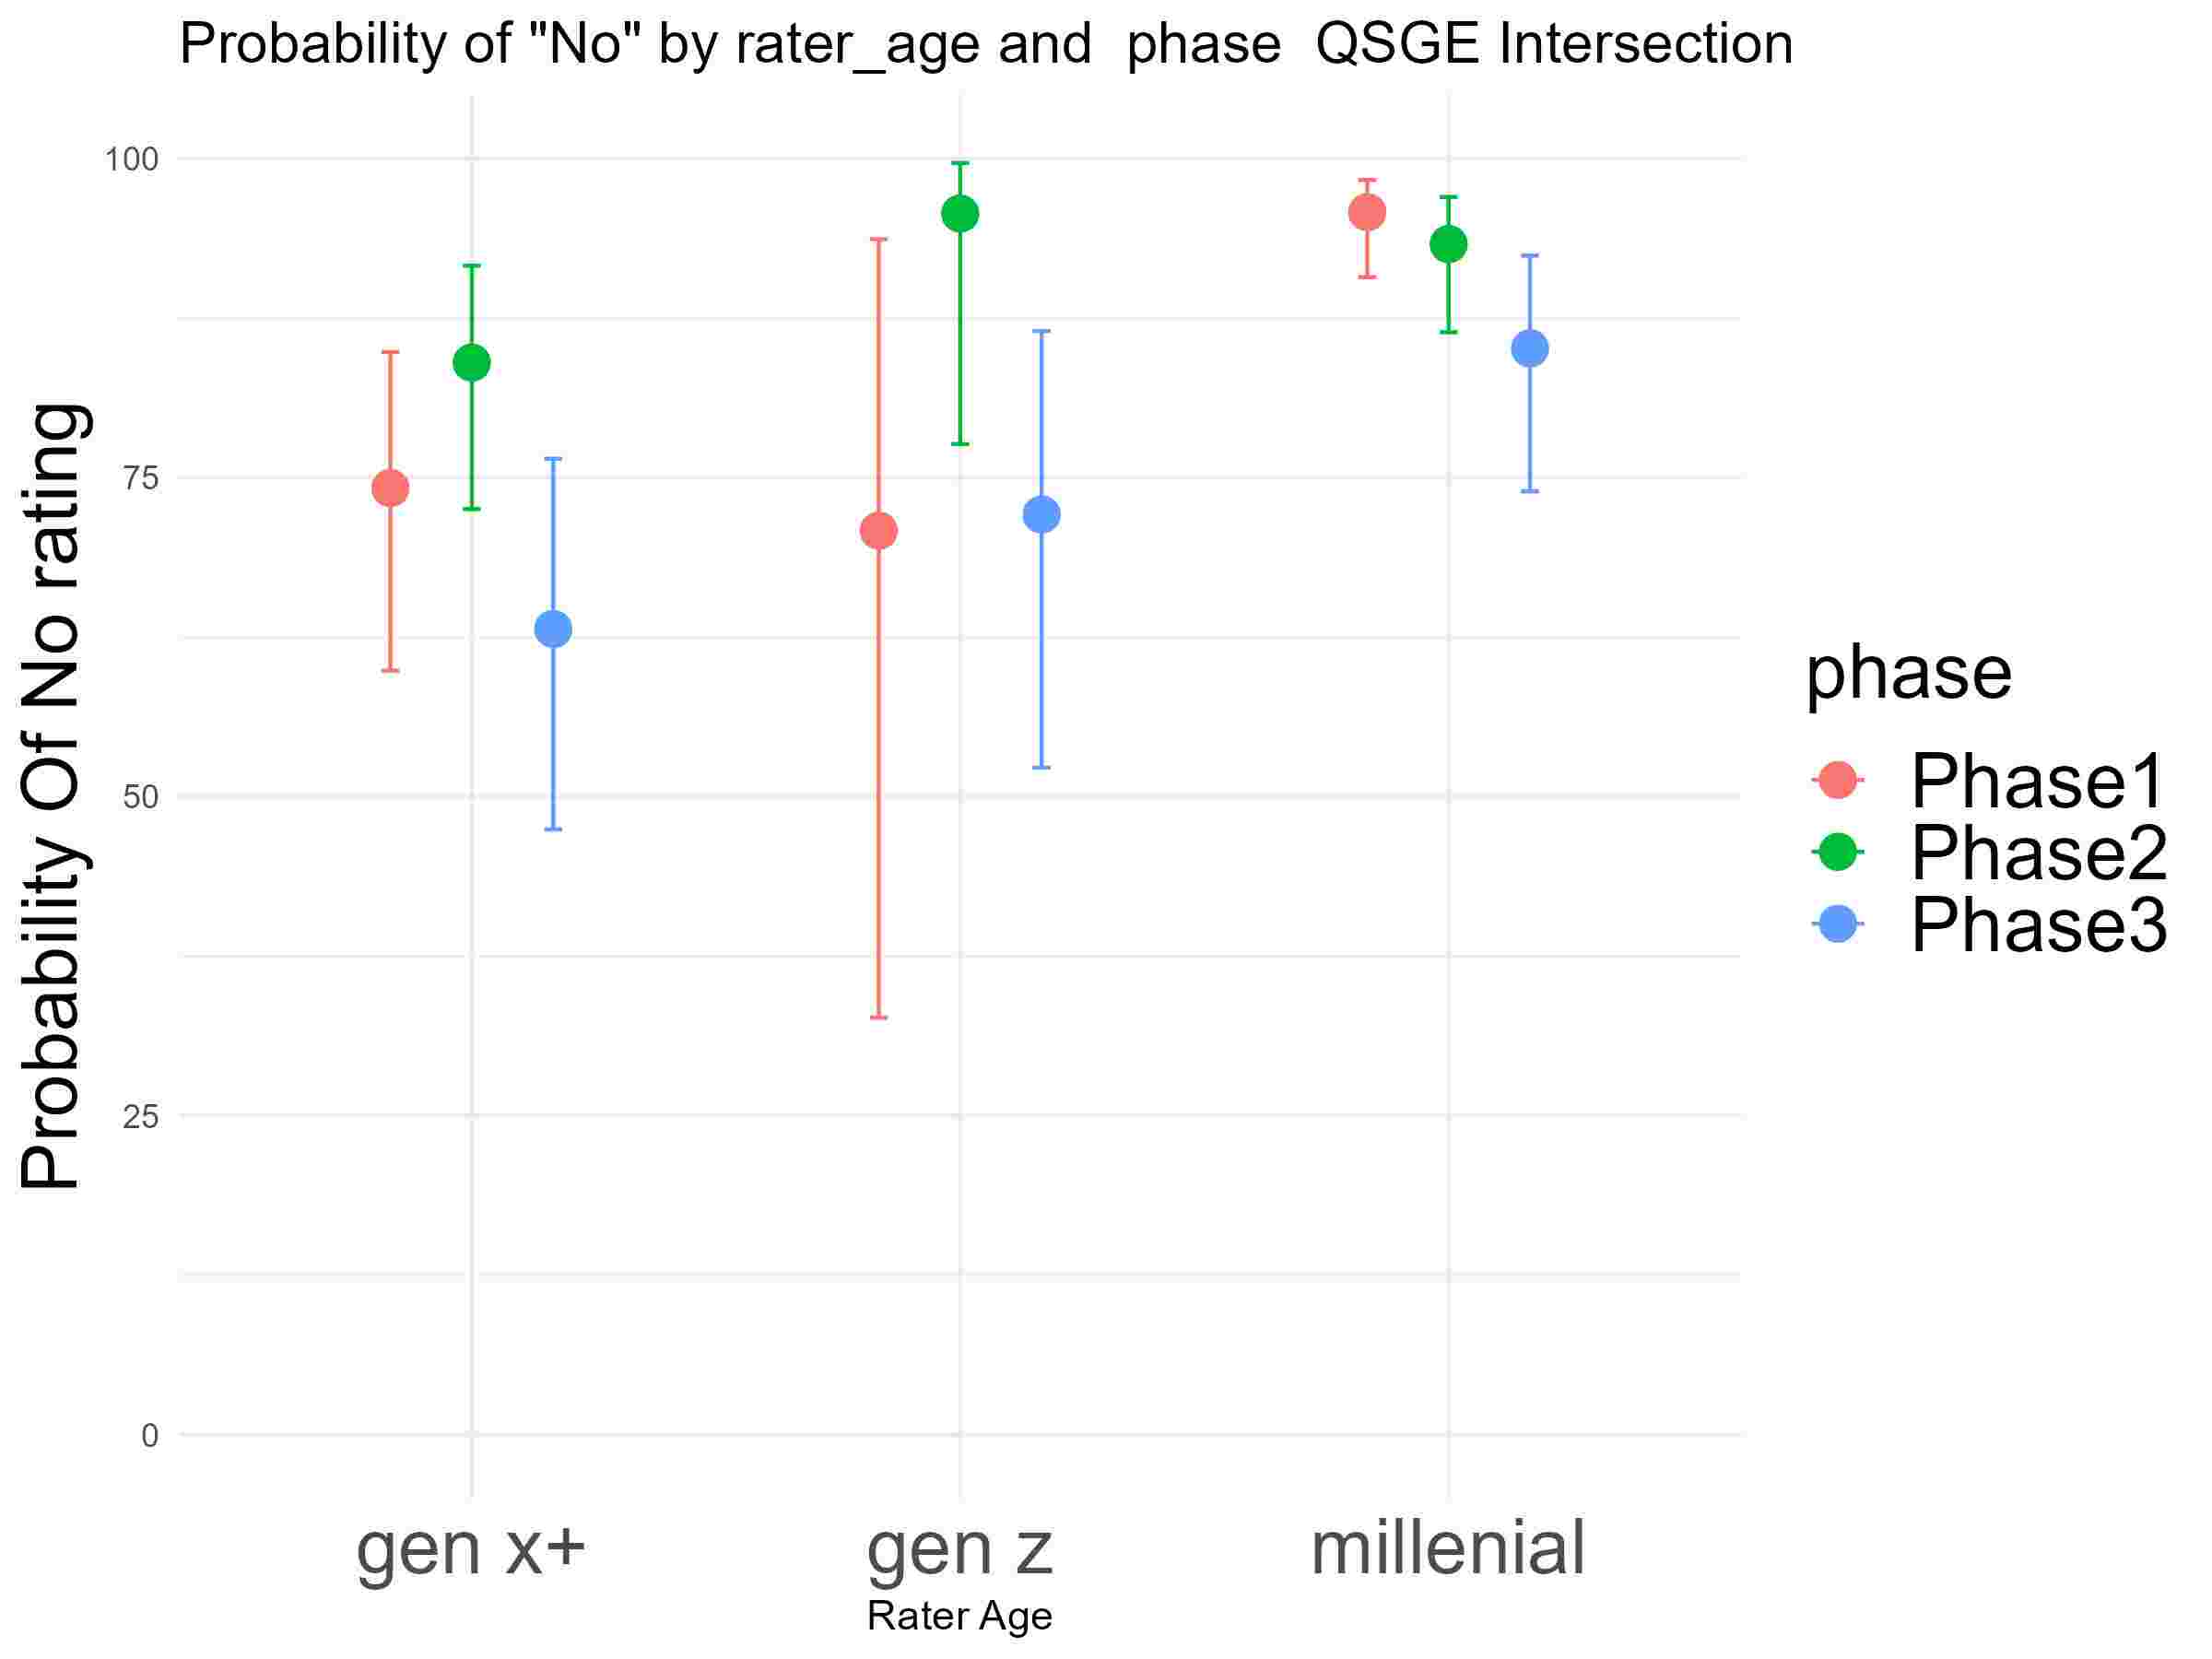 Probability of "No" by rater_age and  phase  QSGE Intersection
Probability Of No rating
100
75
50
25
0
gen x+
gen z
millenial
Rater Age
phase
Phase1
Phase2
Phase3